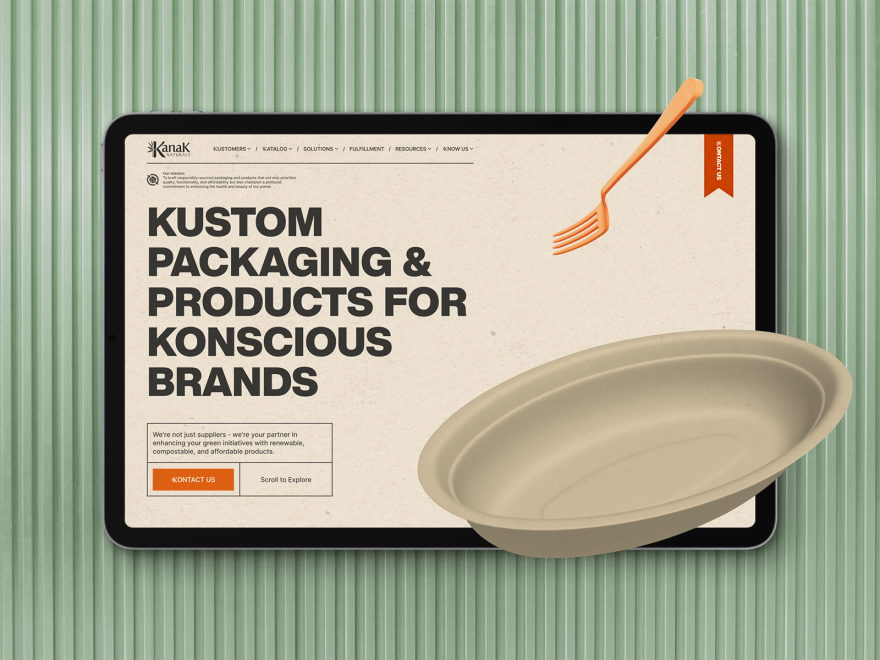 KanaK
NATURALS
KUSTOMERS / KATALOG / SOLUTIONS / FULFILLMENT / RESOURCES / KNOW US
KONTACT US
Our mission:
To kraft responsibly-sourced packaging and products that not only prioritize
quality, functionality, and affordability but also champion a profound
commitment to enhancing the health and beauty of our planet.
KUSTOM
PACKAGING &
PRODUCTS FOR
KONSCIOUS
BRANDS
We're not just suppliers - we're your partner in
enhancing your green initiatives with renewable,
compostable, and affordable products.
KONTACT US
Scroll to Explore